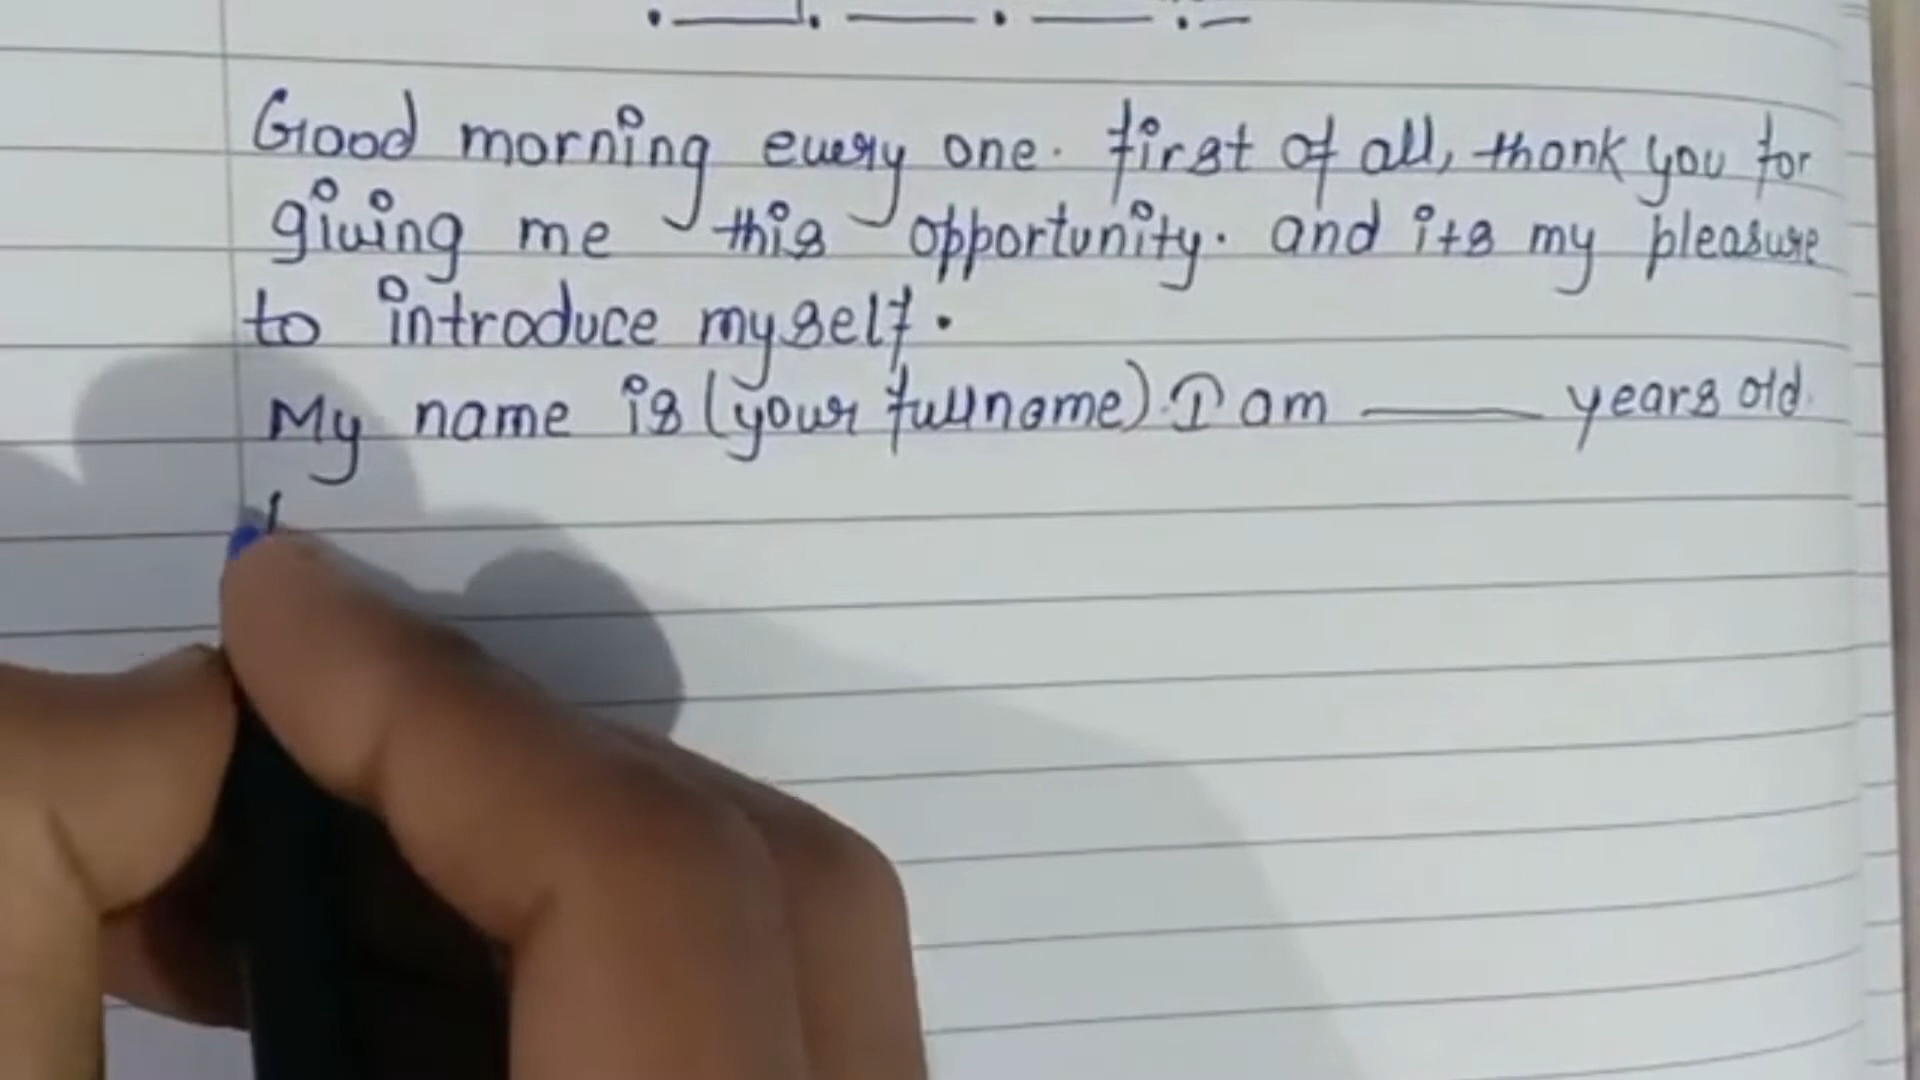 Good morning every one. first of all, thank you for
giving me this opportunity. and its my pleasure
to introduce myself.
My name is (your fullname). I am ____ years old.